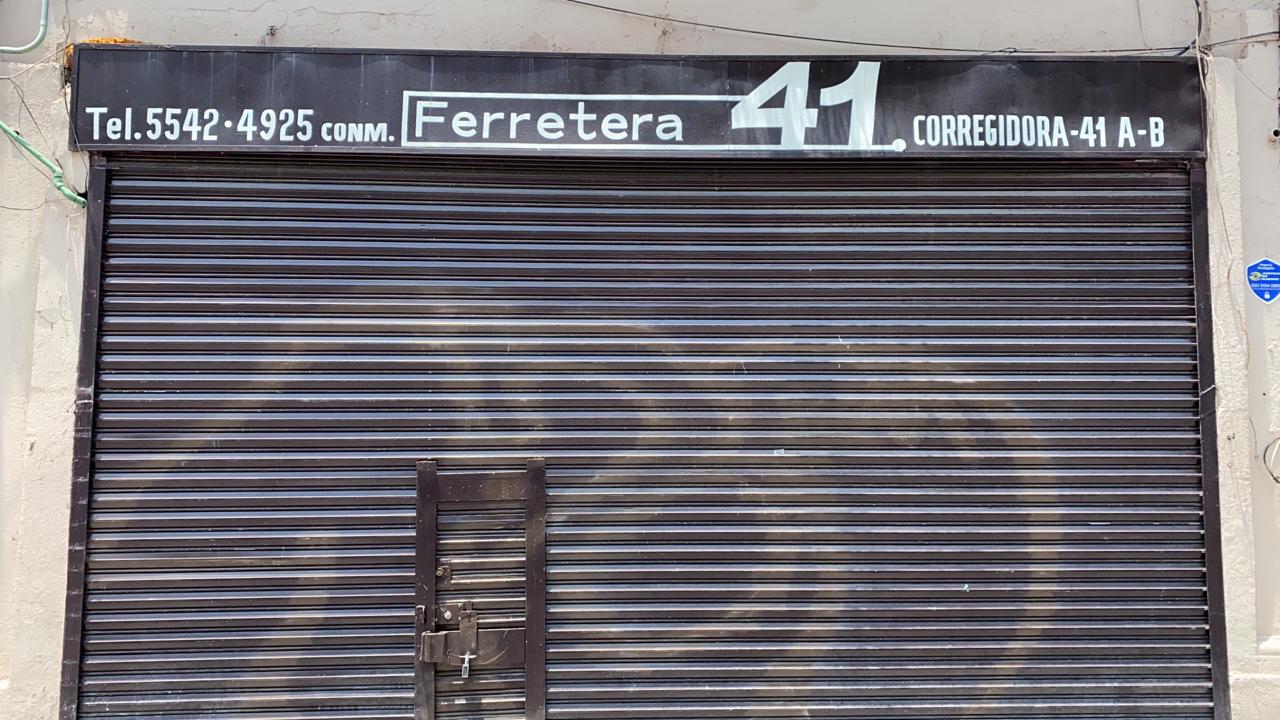 Tel.5542·4925 CONM. Ferretera 41. CORREGIDORA-41 A-B